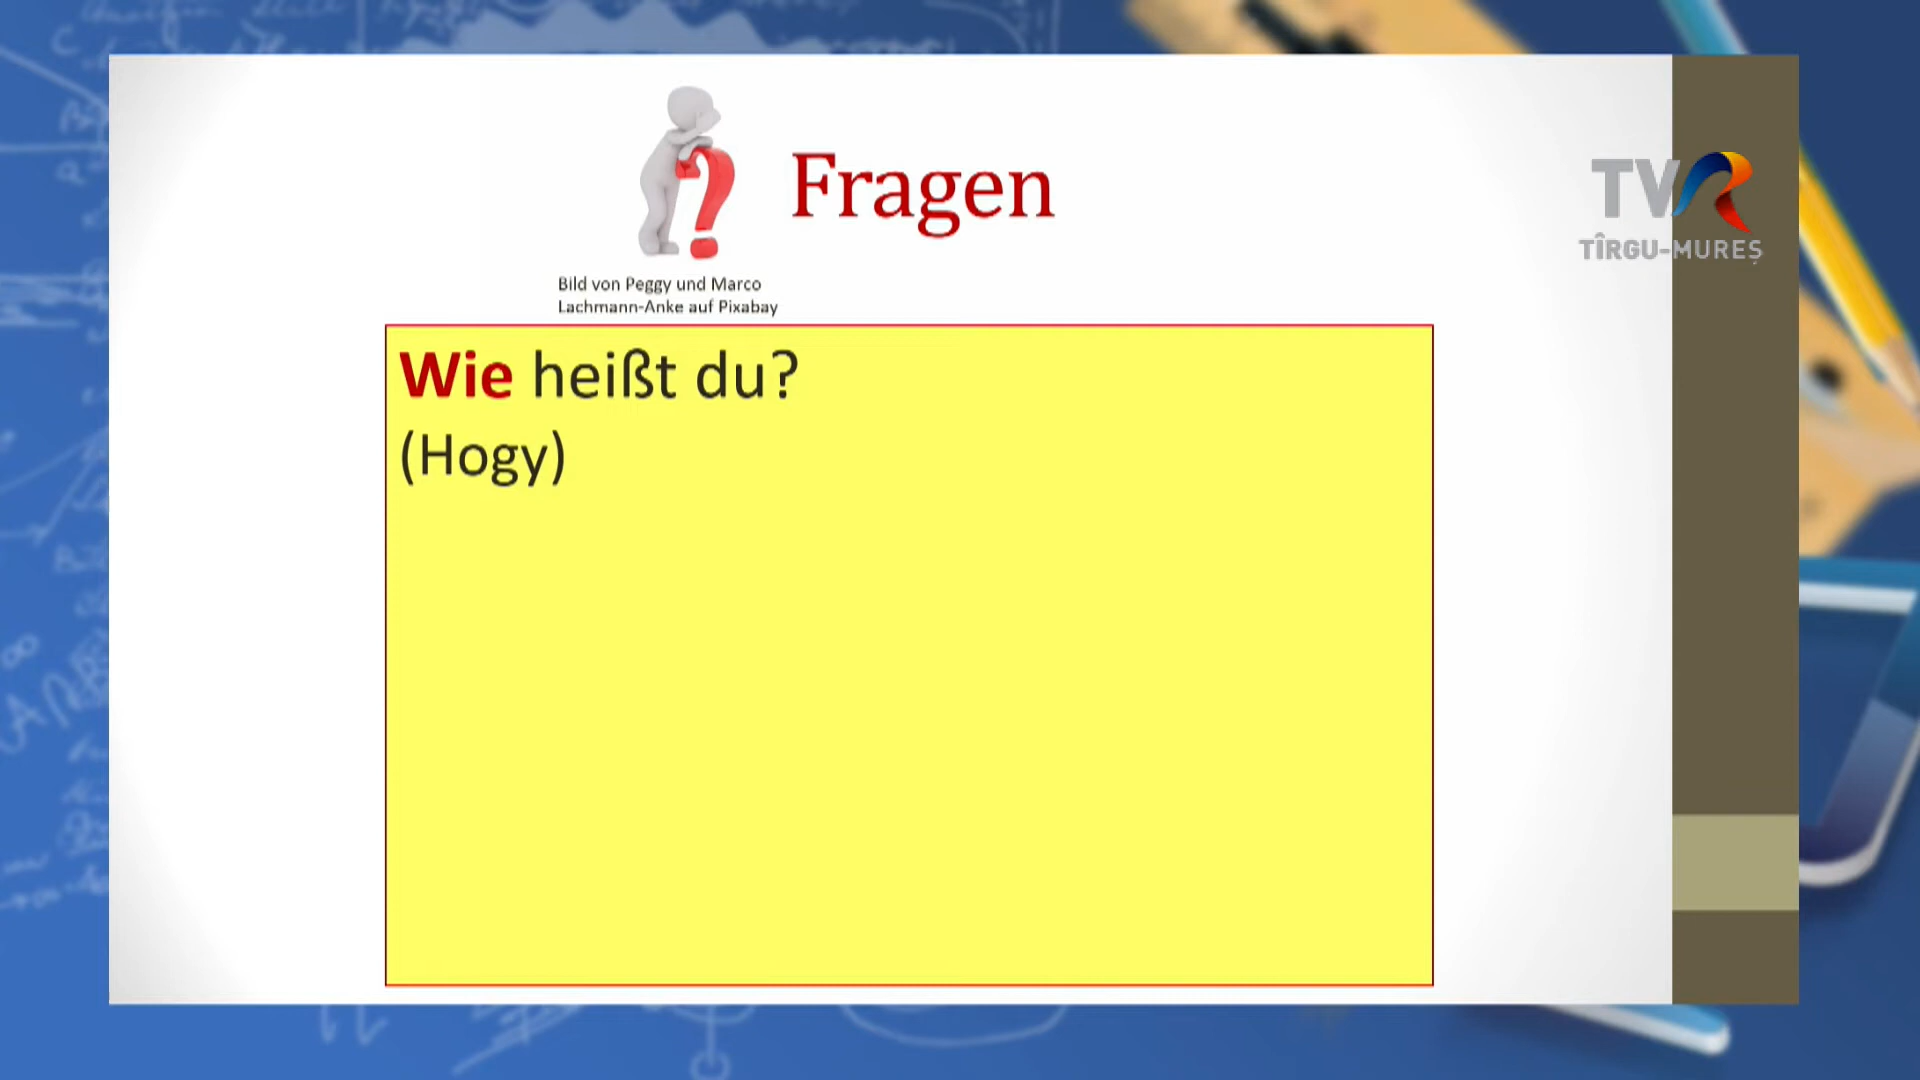 Fragen
TVR
TÎRGU-MUREȘ
Bild von Peggy und Marco
Lachmann-Anke auf Pixabay
Wie heißt du?
(Hogy)